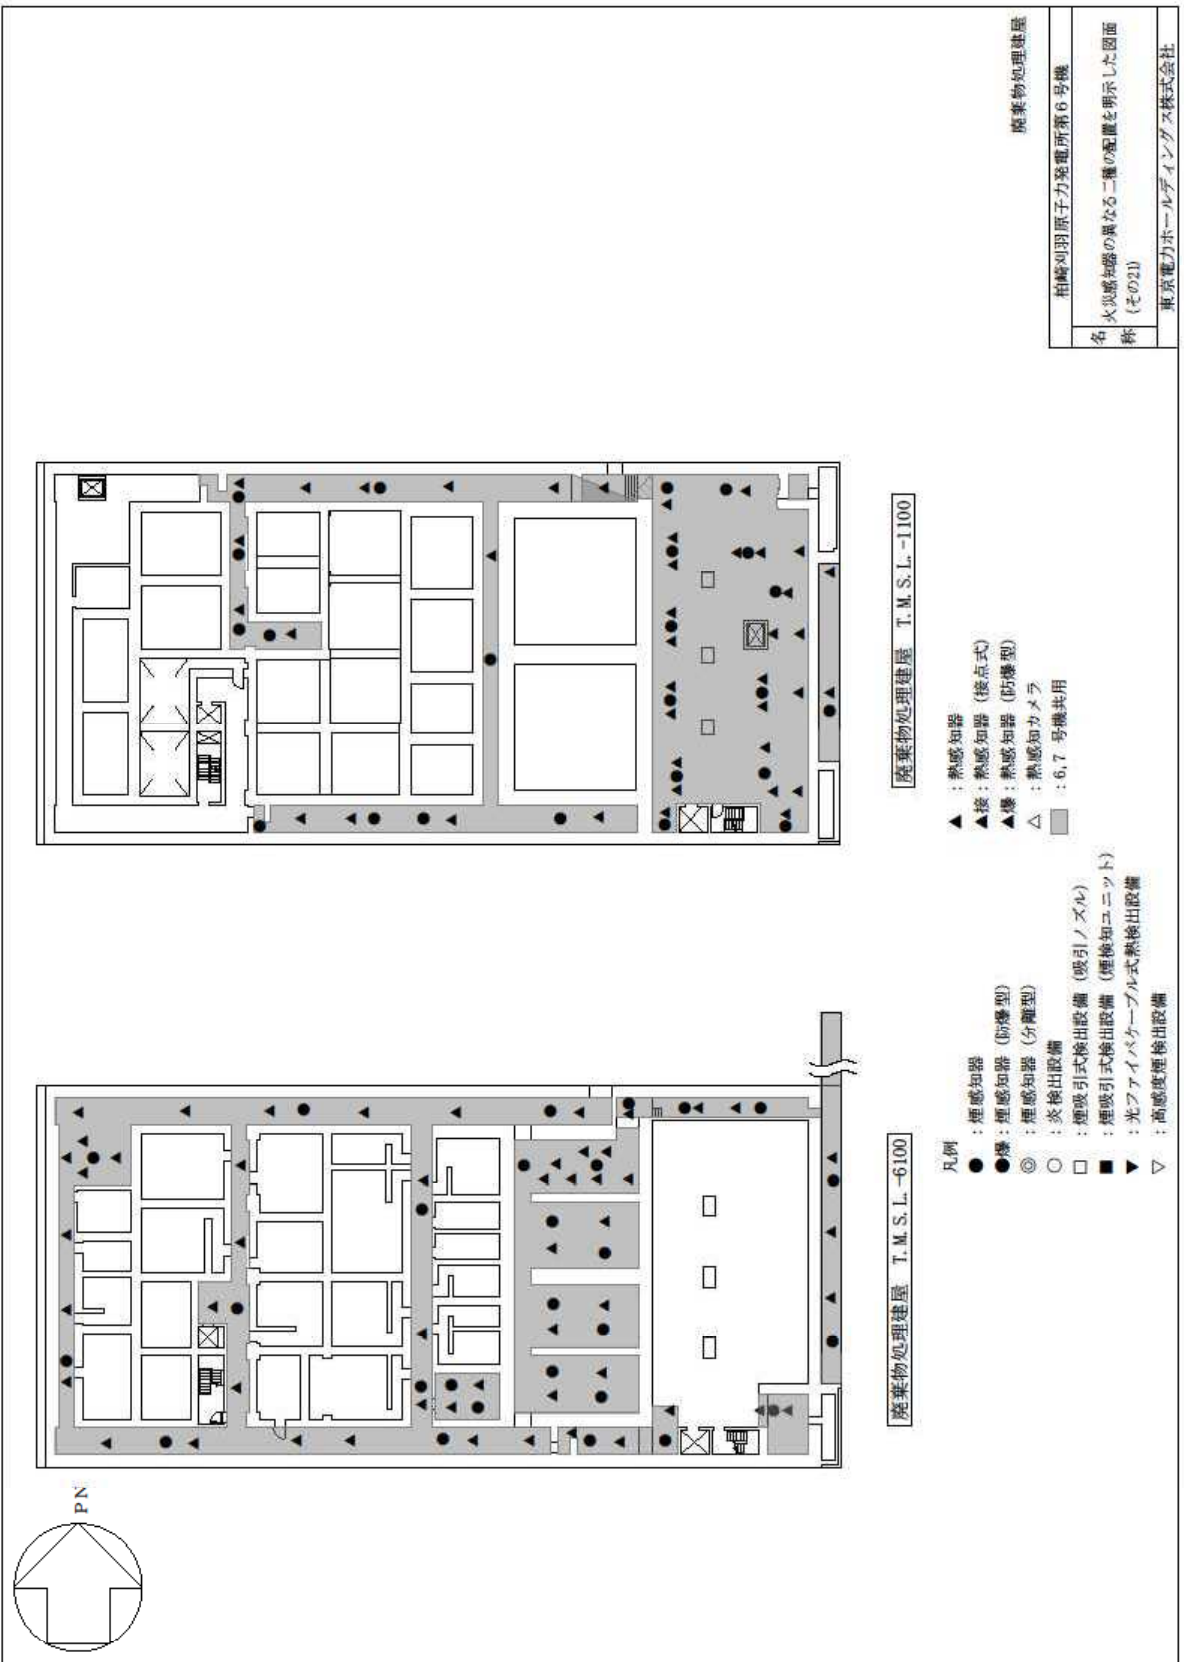 PN
廃棄物処理建屋 T.M.S.L.-6100
廃棄物処理建屋 T.M.S.L.-1100
凡例
● : 煙感知器
●爆 : 煙感知器 (防爆型)
◎ : 煙感知器 (分離型)
○ : 炎検出設備
□ : 煙吸引式検出設備 (吸引ノズル)
■ : 煙吸引式検出設備 (煙検知ユニット)
▼ : 光ファイバケーブル式熱検出設備
▽ : 高感度煙検出設備
▲ : 熱感知器
▲接 : 熱感知器 (接点式)
▲爆 : 熱感知器 (防爆型)
△ : 熱感知カメラ
: 6,7 号機共用
廃棄物処理建屋
柏崎刈羽原子力発電所第6号機
名称
火災感知器の異なる二種の配置を明示した図面
(その21)
東京電力ホールディングス株式会社